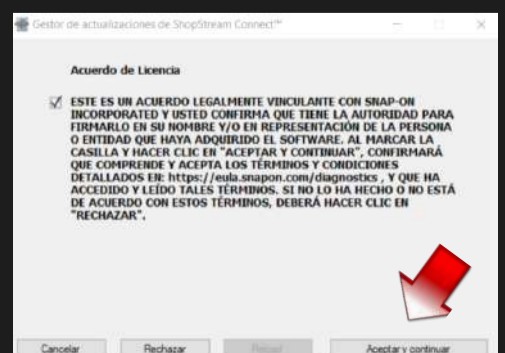 Gestor de actualizaciones de ShopStream Connect™
Acuerdo de Licencia
ESTE ES UN ACUERDO LEGALMENTE VINCULANTE CON SNAP-ON
INCORPORATED Y USTED CONFIRMA QUE TIENE LA AUTORIDAD PARA
FIRMARLO EN SU NOMBRE Y/O EN REPRESENTACIÓN DE LA PERSONA
O ENTIDAD QUE HAYA ADQUIRIDO EL SOFTWARE. AL MARCAR LA
CASILLA Y HACER CLIC EN "ACEPTAR Y CONTINUAR", CONFIRMARÁ
QUE COMPRENDE Y ACEPTA LOS TÉRMINOS Y CONDICIONES
DETALLADOS EN: https://eula.snapon.com/diagnostics , Y QUE HA
ACCEDIDO Y LEÍDO TALES TÉRMINOS. SI NO LO HA HECHO O NO ESTÁ
DE ACUERDO CON ESTOS TÉRMINOS, DEBERÁ HACER CLIC EN
"RECHAZAR".
Cancelar Rechazar Aceptar y continuar